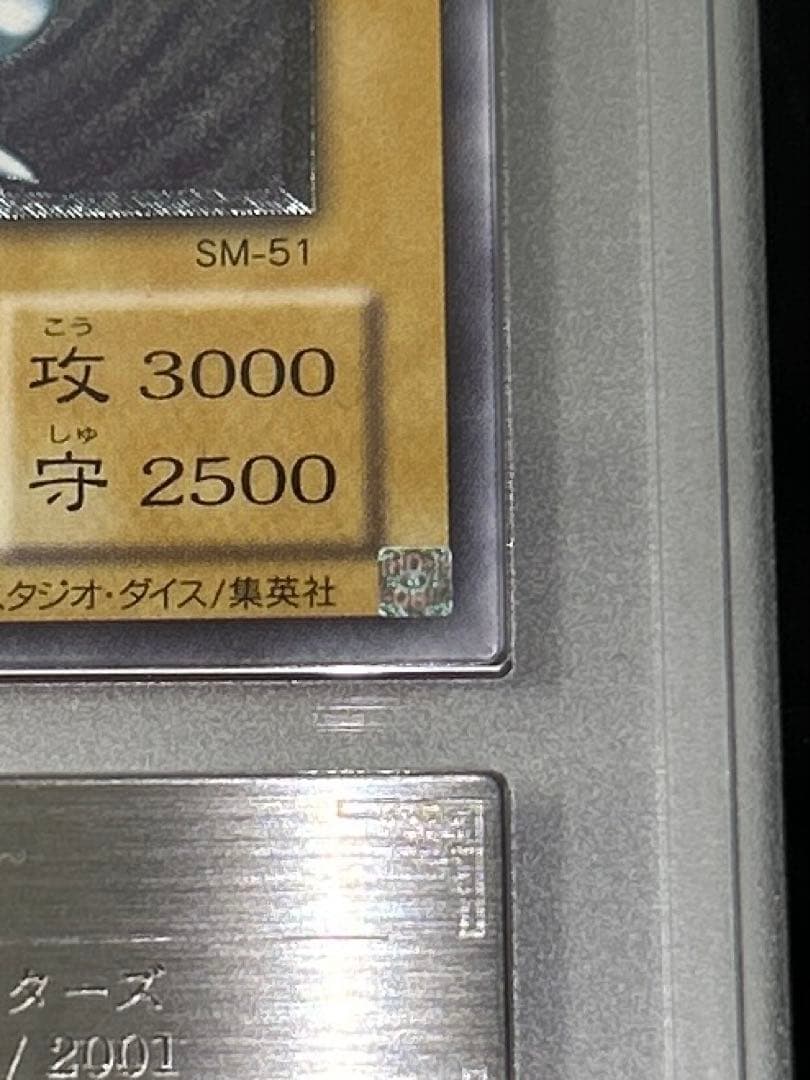 SM-51
こう
攻 3000
しゅ
守 2500
スタジオ・ダイス/集英社
ターズ
/ 2001